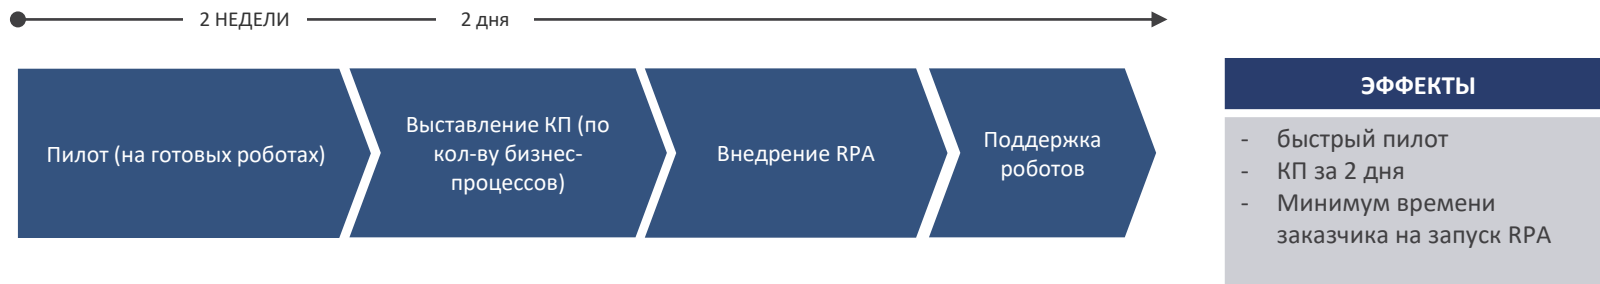 2 НЕДЕЛИ
2 дня
Пилот (на готовых роботах)
Выставление КП (по
кол-ву бизнес-
процессов)
Внедрение RPA
Поддержка
роботов
ЭФФЕКТЫ
- быстрый пилот
- КП за 2 дня
- Минимум времени
заказчика на запуск RPA